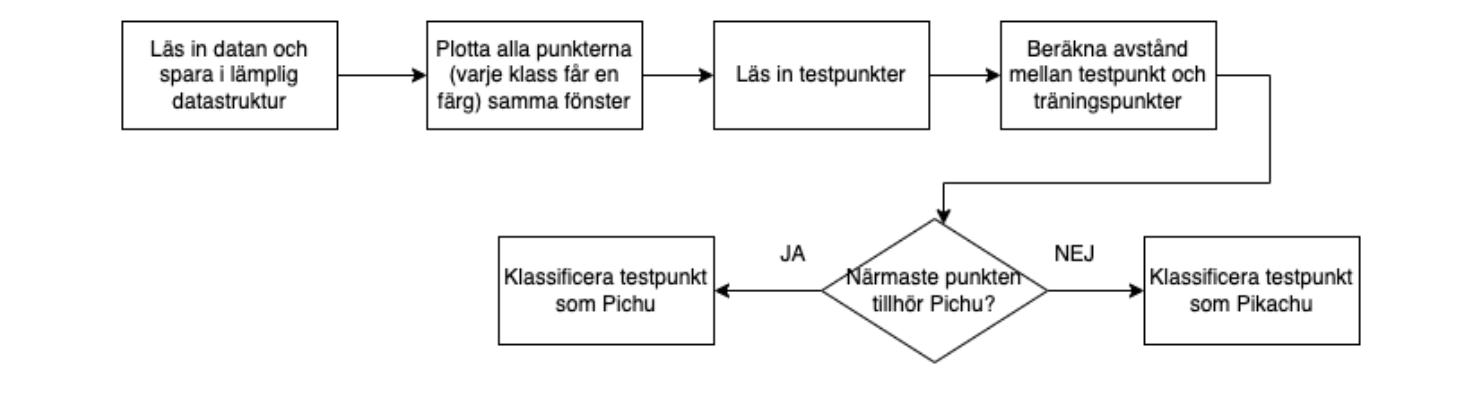 Läs in datan och
spara i lämplig
datastruktur
Plotta alla punkterna
(varje klass får en
färg) samma fönster
Läs in testpunkter
Beräkna avstånd
mellan testpunkt och
träningspunkter
JA
NEJ
Närmaste punkten
tillhör Pichu?
Klassificera testpunkt
som Pichu
Klassificera testpunkt
som Pikachu